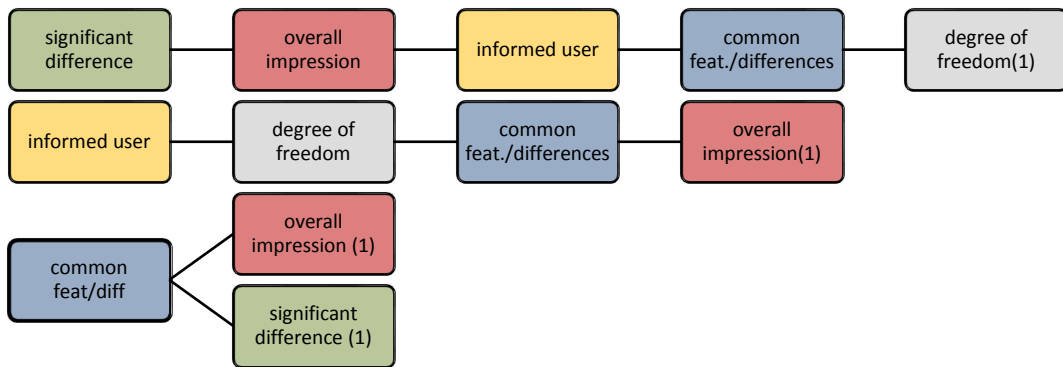 significant
difference
overall
impression
informed user
common
feat./differences
degree of
freedom(1)
informed user
degree of
freedom
common
feat./differences
overall
impression(1)
common
feat/diff
overall
impression (1)
significant
difference (1)